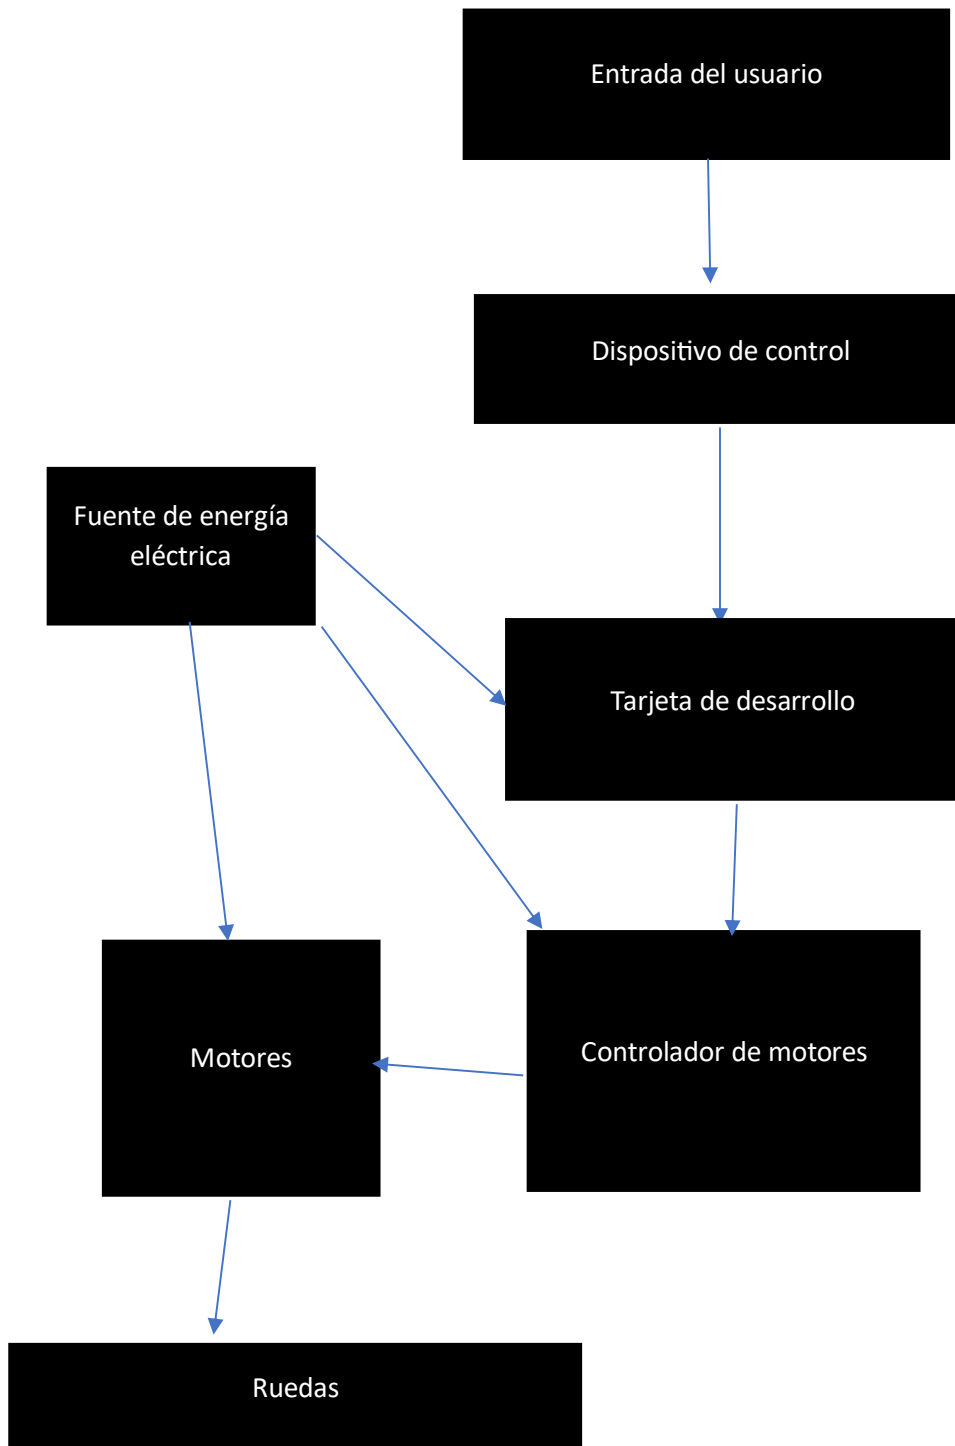 Entrada del usuario
Dispositivo de control
Fuente de energía
eléctrica
Tarjeta de desarrollo
Motores
Controlador de motores
Ruedas